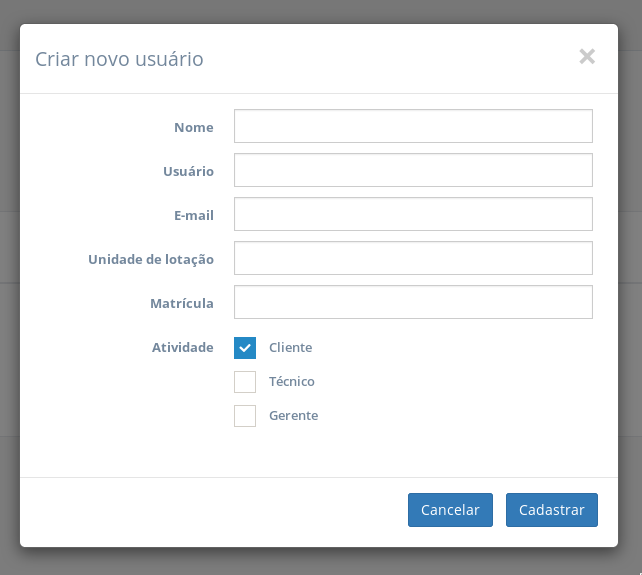 Criar novo usuário
Nome
Usuário
E-mail
Unidade de lotação
Matrícula
Atividade Cliente
Técnico
Gerente
Cancelar Cadastrar